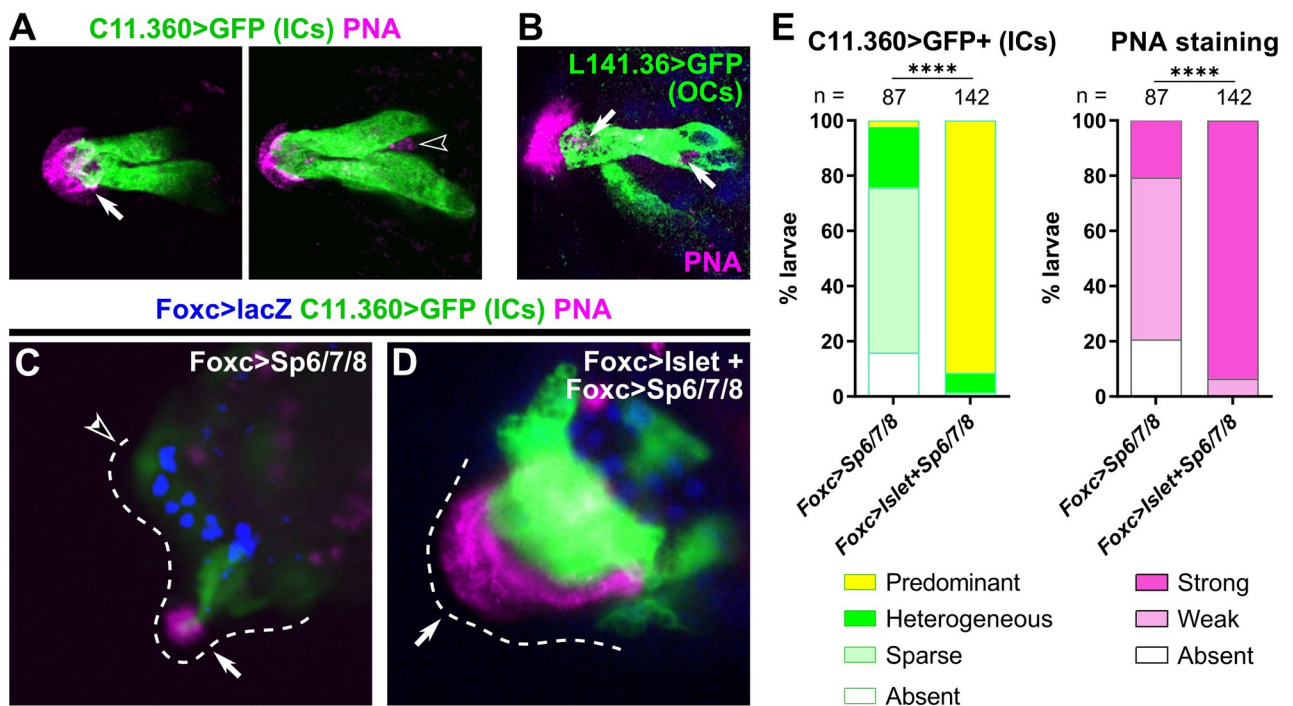 A
C11.360>GFP (ICs) PNA
B
L141.36>GFP
(OCs)
PNA
Foxc>lacZ C11.360>GFP (ICs) PNA
C
Foxc>Sp6/7/8
D
Foxc>Islet +
Foxc>Sp6/7/8
E
C11.360>GFP+ (ICs)
****
n = 87 142
100
80
60
40
20
0
% larvae
Foxc>Sp6/7/8
Foxc>Islet+Sp6/7/8
Predominant
Heterogeneous
Sparse
Absent
PNA staining
****
n = 87 142
100
80
60
40
20
0
% larvae
Foxc>Sp6/7/8
Foxc>Islet+Sp6/7/8
Strong
Weak
Absent